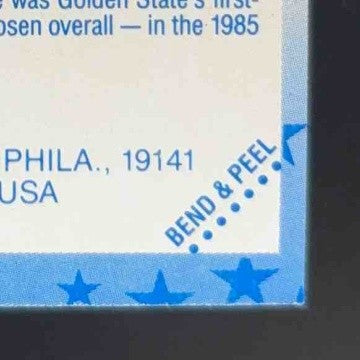 was Golden State's first-
osen overall — in the 1985
PHILA., 19141
USA
BEND & PEEL